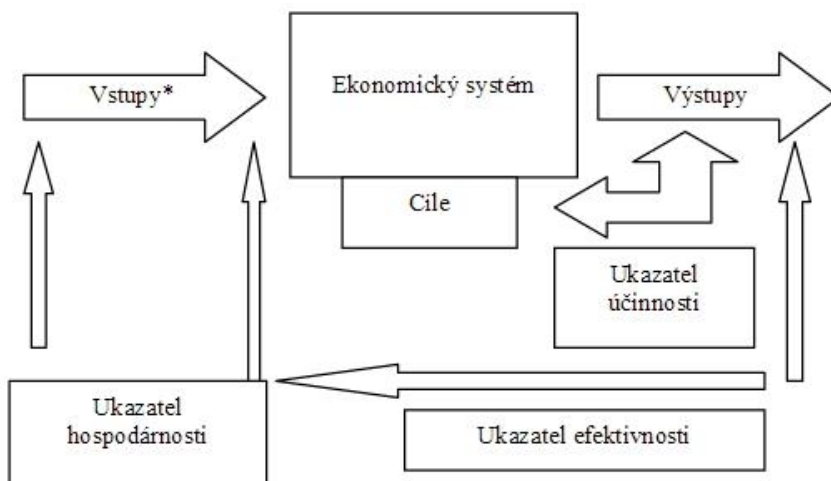 Vstupy*
Ekonomický systém
Výstupy
Cíle
Ukazatel
účinnosti
Ukazatel
hospodárnosti
Ukazatel efektivnosti